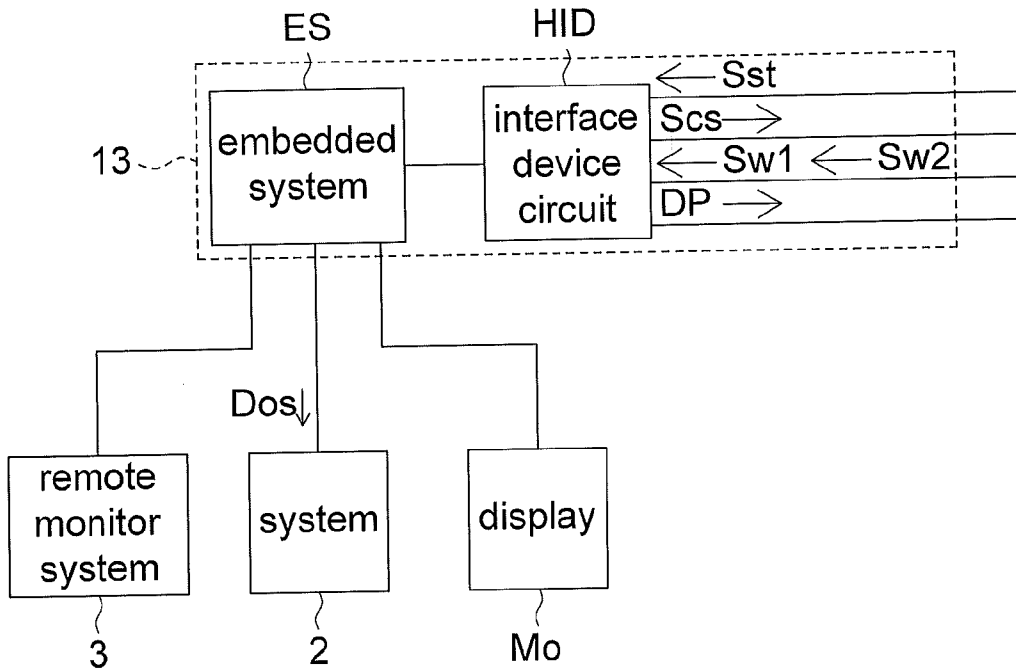 ES
HID
Sst
embedded
system
interface
device
circuit
Scs
13
Sw1 Sw2
DP
Dos
remote
monitor
system
system
display
3
2
Mo